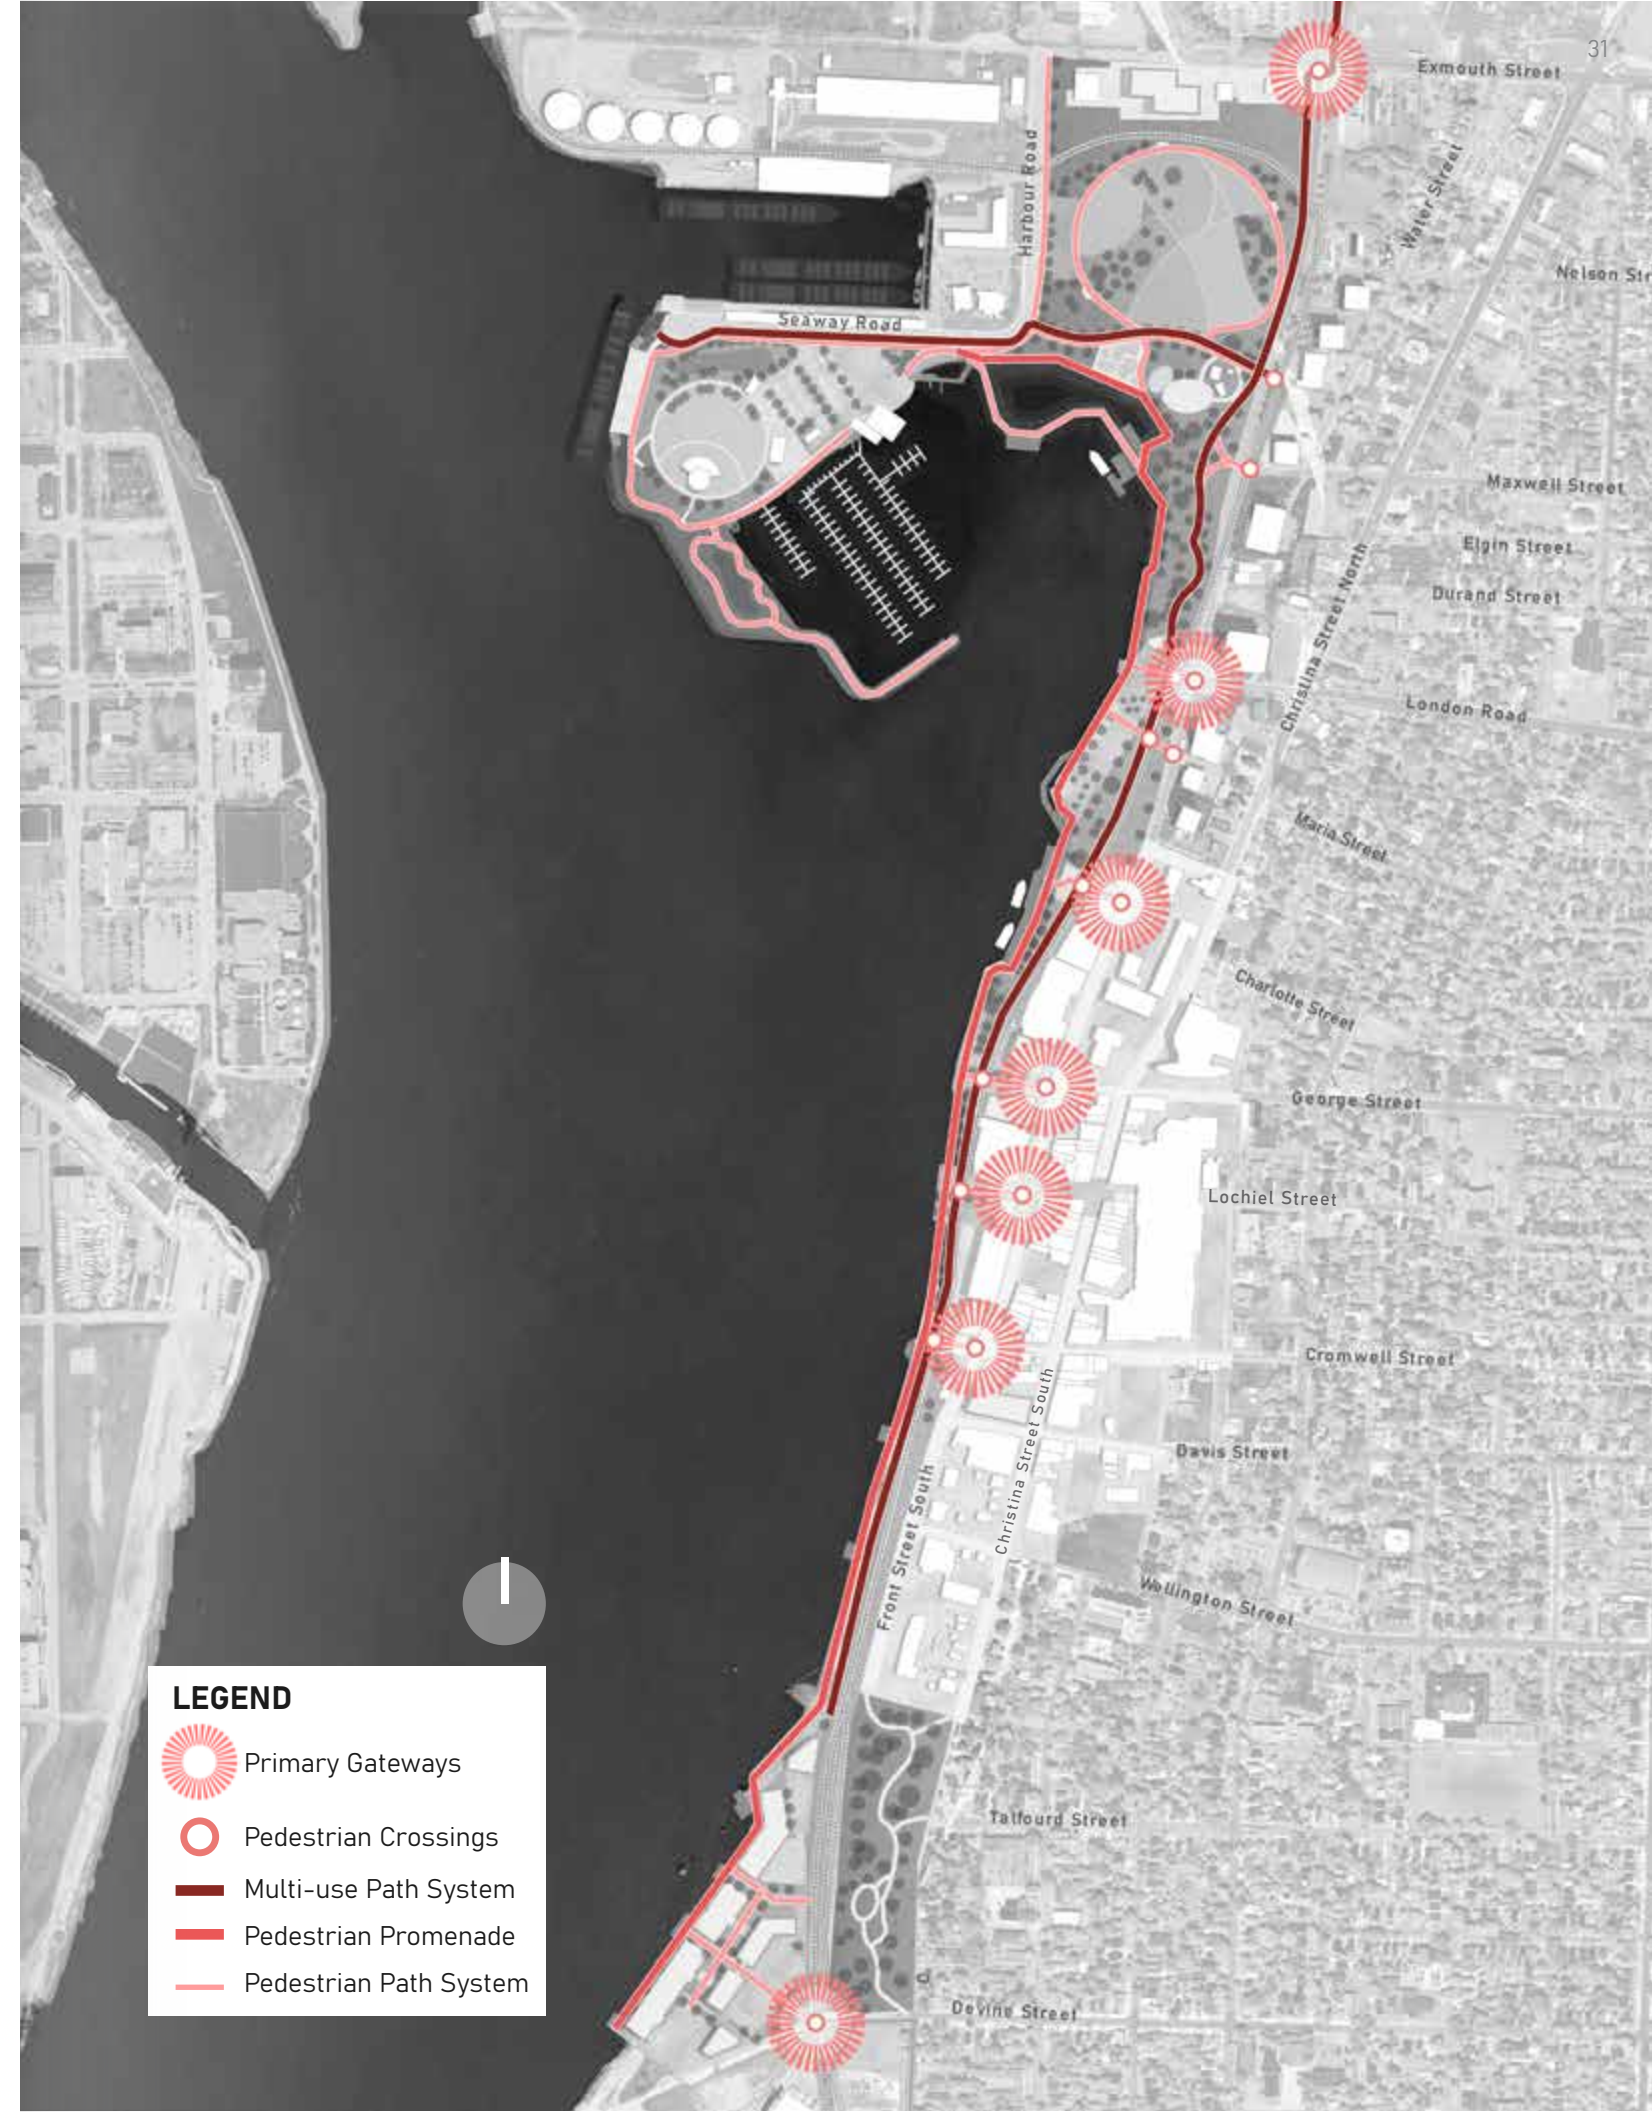 31
Exmouth Street
Harbour Road
Water Street
Nelson Str
Seaway Road
Maxwell Street
Elgin Street
Durand Street
Christina Street North
London Road
Maria Street
Charlotte Street
George Street
Lochiel Street
Cromwell Street
Christina Street South
Davis Street
Front Street South
Wellington Street
LEGEND
Primary Gateways
Pedestrian Crossings
Multi-use Path System
Pedestrian Promenade
Pedestrian Path System
Talfourd Street
Devine Street